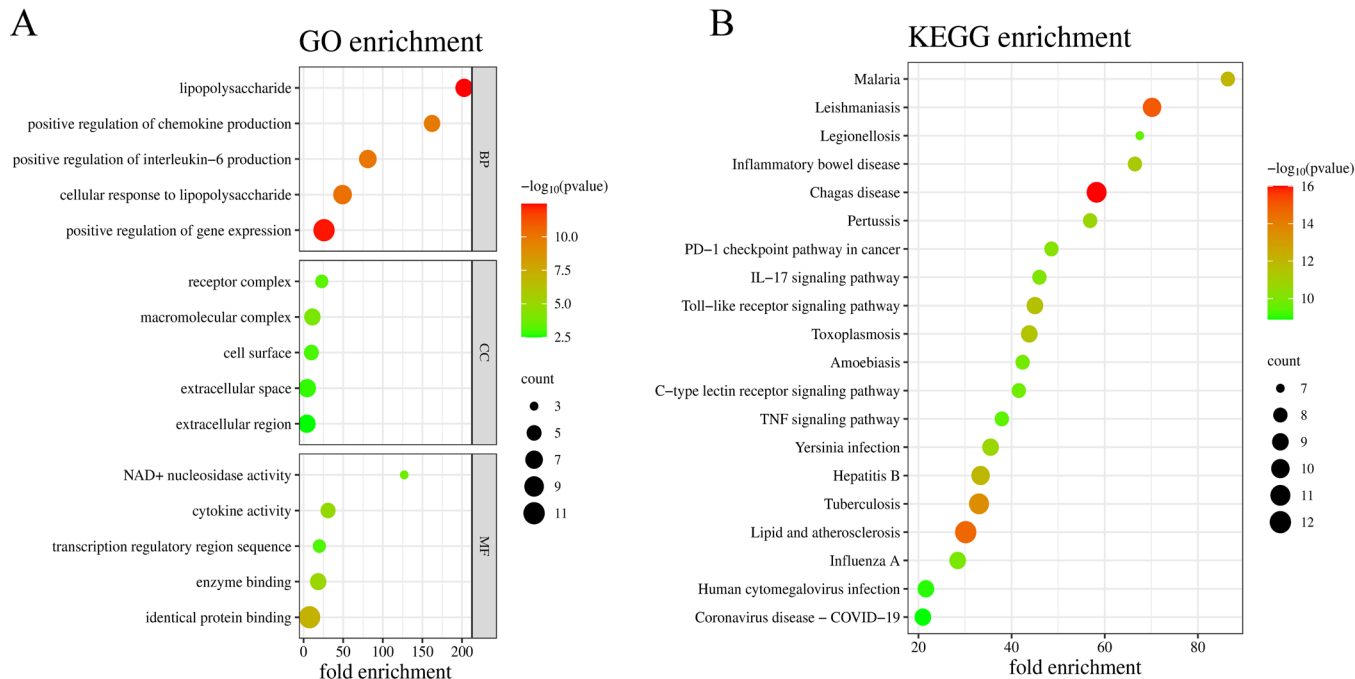 A
GO enrichment
lipopolysaccharide
positive regulation of chemokine production
positive regulation of interleukin−6 production
cellular response to lipopolysaccharide
positive regulation of gene expression
BP
receptor complex
macromolecular complex
cell surface
extracellular space
extracellular region
CC
NAD+ nucleosidase activity
cytokine activity
transcription regulatory region sequence
enzyme binding
identical protein binding
MF
0 50 100 150 200
fold enrichment
−log10(pvalue)
10.0
7.5
5.0
2.5
count
3
5
7
9
11
B
KEGG enrichment
Malaria
Leishmaniasis
Legionellosis
Inflammatory bowel disease
Chagas disease
Pertussis
PD−1 checkpoint pathway in cancer
IL−17 signaling pathway
Toll−like receptor signaling pathway
Toxoplasmosis
Amoebiasis
C−type lectin receptor signaling pathway
TNF signaling pathway
Yersinia infection
Hepatitis B
Tuberculosis
Lipid and atherosclerosis
Influenza A
Human cytomegalovirus infection
Coronavirus disease − COVID−19
20 40 60 80
fold enrichment
−log10(pvalue)
16
14
12
10
count
7
8
9
10
11
12